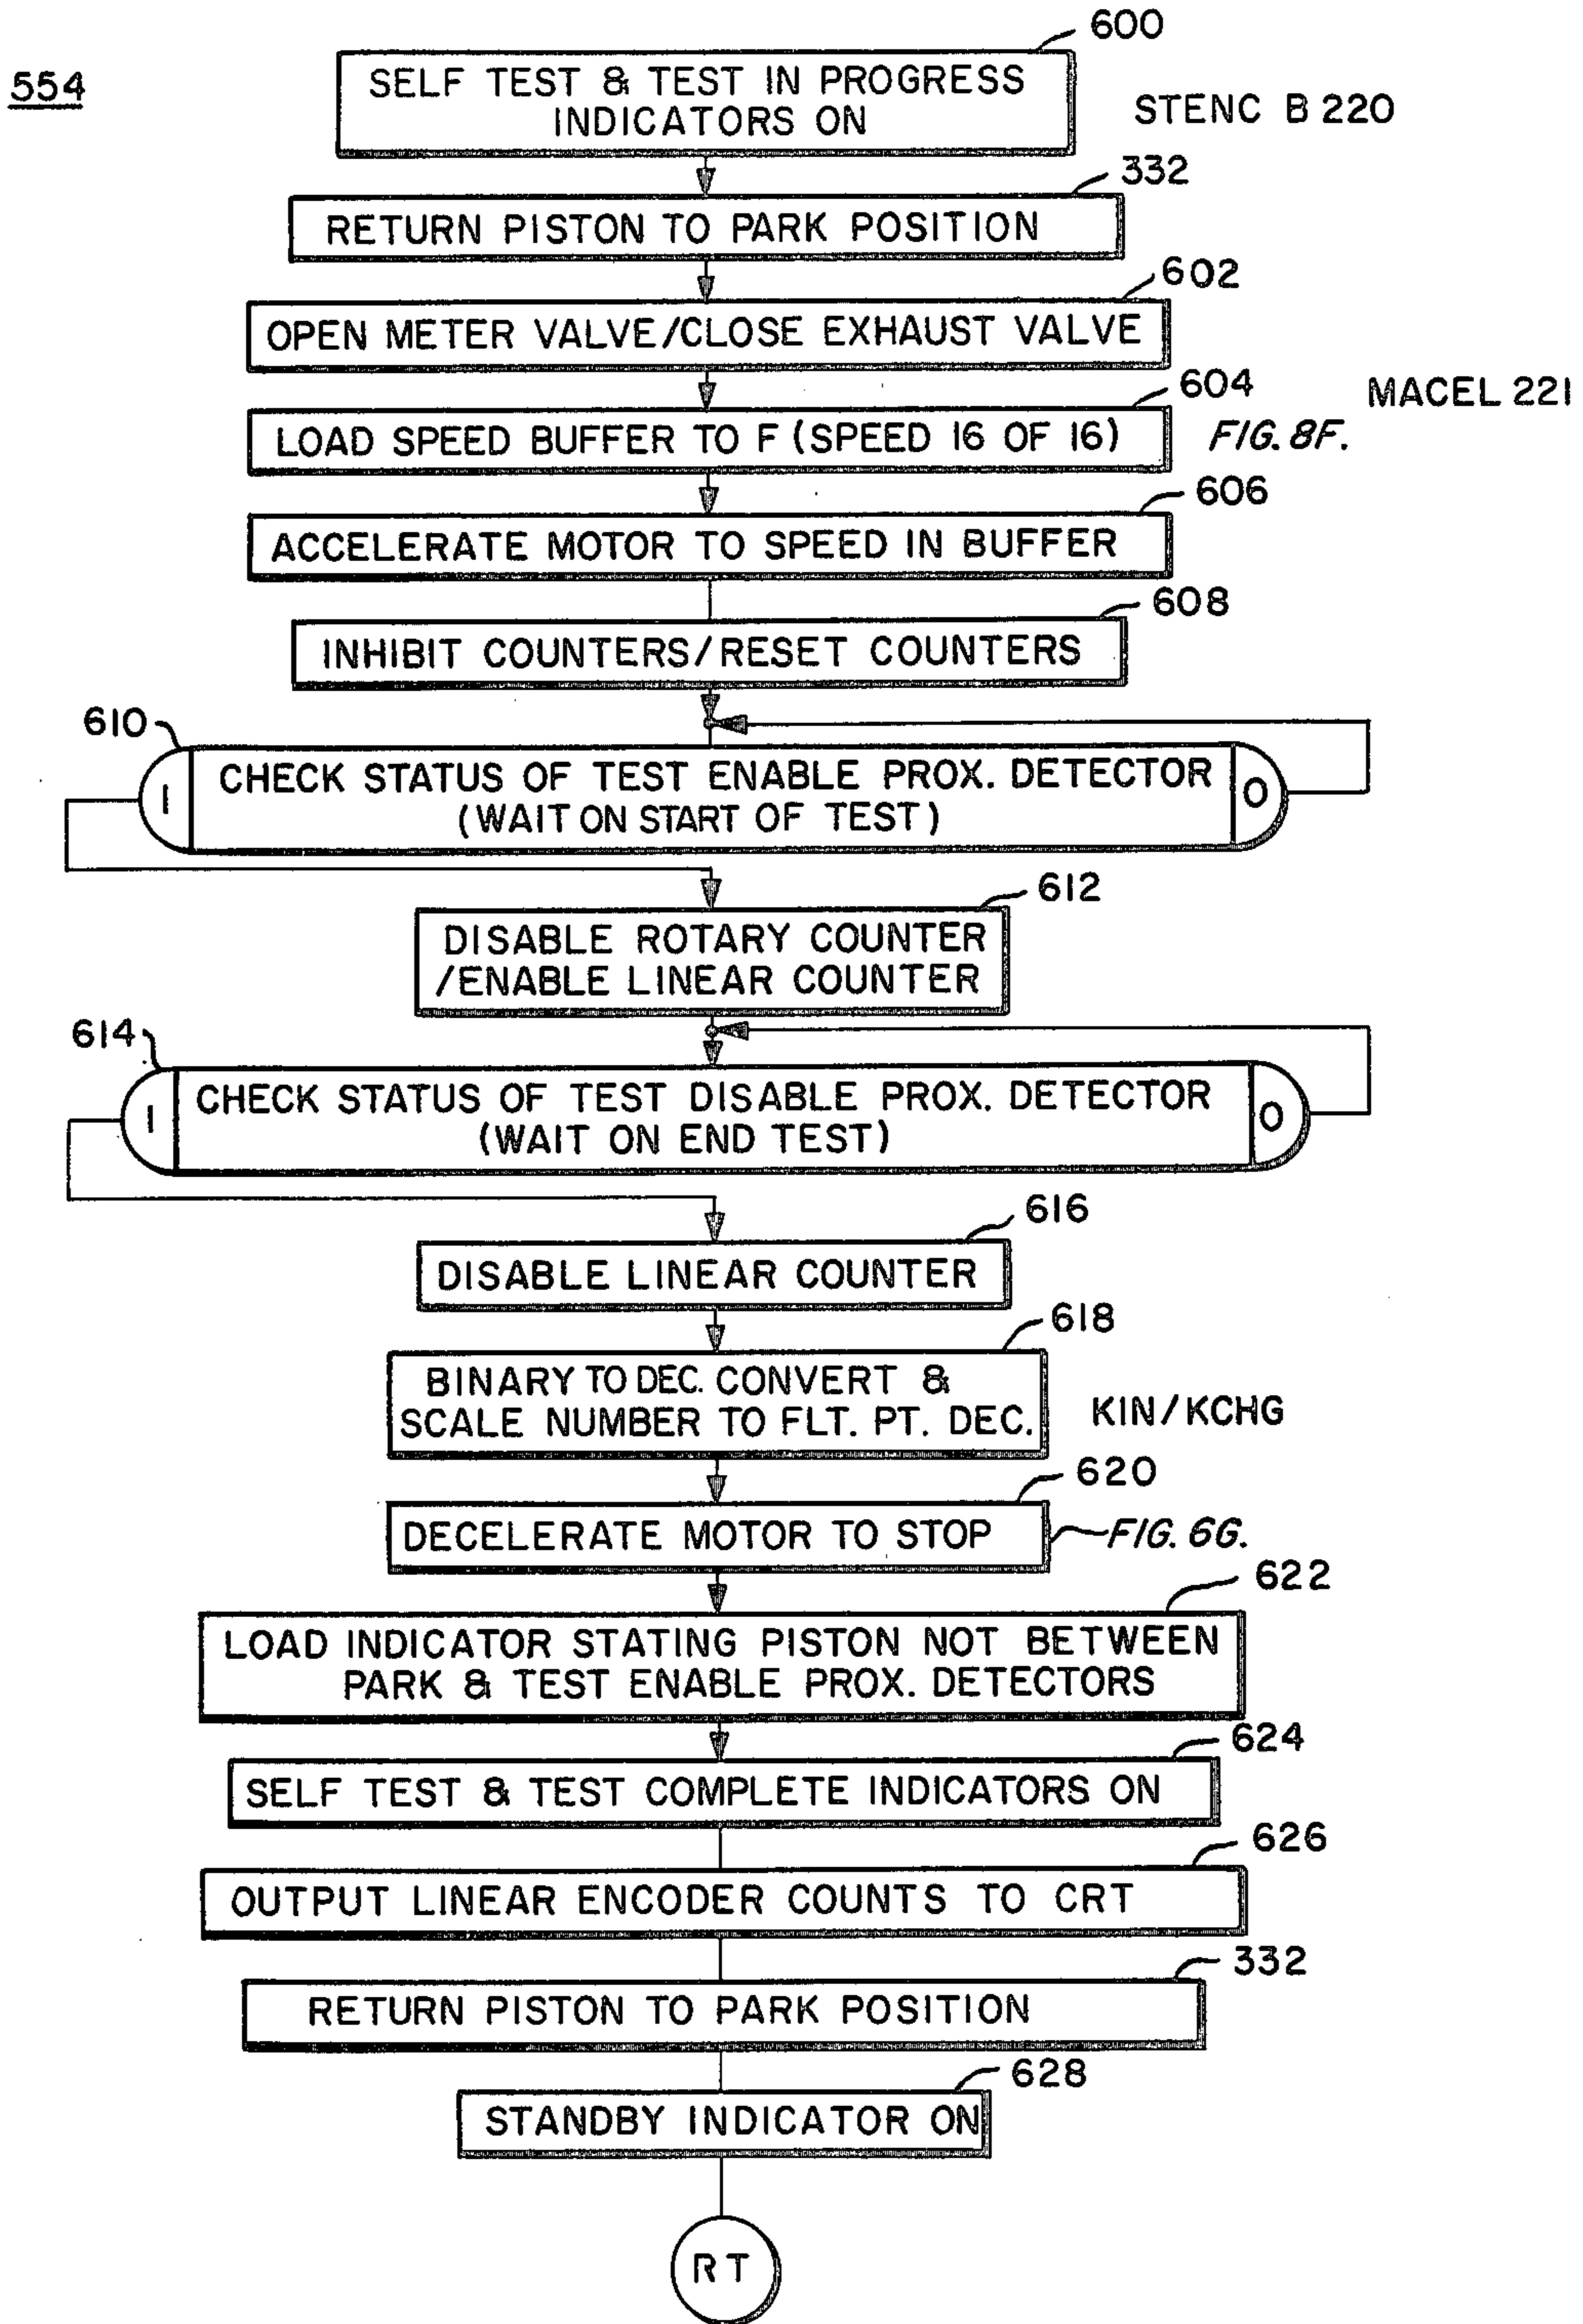 600
554
SELF TEST & TEST IN PROGRESS
INDICATORS ON
STENC B 220
332
RETURN PISTON TO PARK POSITION
602
OPEN METER VALVE/CLOSE EXHAUST VALVE
604
MACEL 221
LOAD SPEED BUFFER TO F (SPEED 16 OF 16)
FIG. 8F.
606
ACCELERATE MOTOR TO SPEED IN BUFFER
608
INHIBIT COUNTERS/RESET COUNTERS
610
1
CHECK STATUS OF TEST ENABLE PROX. DETECTOR
(WAIT ON START OF TEST)
0
612
DISABLE ROTARY COUNTER
/ENABLE LINEAR COUNTER
614
1
CHECK STATUS OF TEST DISABLE PROX. DETECTOR
(WAIT ON END TEST)
0
616
DISABLE LINEAR COUNTER
618
BINARY TO DEC. CONVERT &
SCALE NUMBER TO FLT. PT. DEC.
KIN/KCHG
620
DECELERATE MOTOR TO STOP
FIG. 6G.
622
LOAD INDICATOR STATING PISTON NOT BETWEEN
PARK & TEST ENABLE PROX. DETECTORS
624
SELF TEST & TEST COMPLETE INDICATORS ON
626
OUTPUT LINEAR ENCODER COUNTS TO CRT
332
RETURN PISTON TO PARK POSITION
628
STANDBY INDICATOR ON
RT